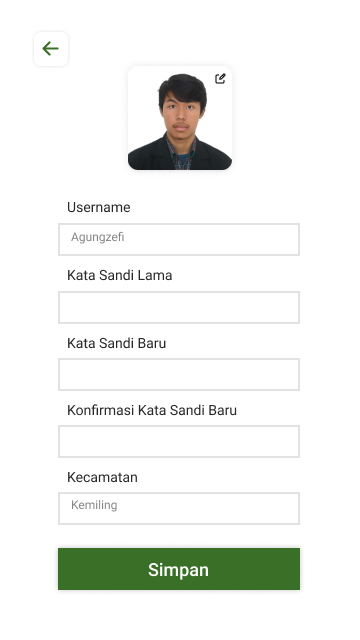 Username
Agungzefi
Kata Sandi Lama
Kata Sandi Baru
Konfirmasi Kata Sandi Baru
Kecamatan
Kemiling
Simpan